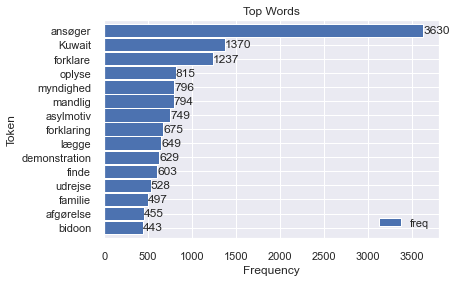 Top Words
ansøger 3630
Kuwait 1370
forklare 1237
oplyse 815
myndighed 796
mandlig 794
asylmotiv 749
forklaring 675
lægge 649
demonstration 629
finde 603
udrejse 528
familie 497
afgørelse 455
bidoon 443
Token
freq
0 500 1000 1500 2000 2500 3000 3500
Frequency